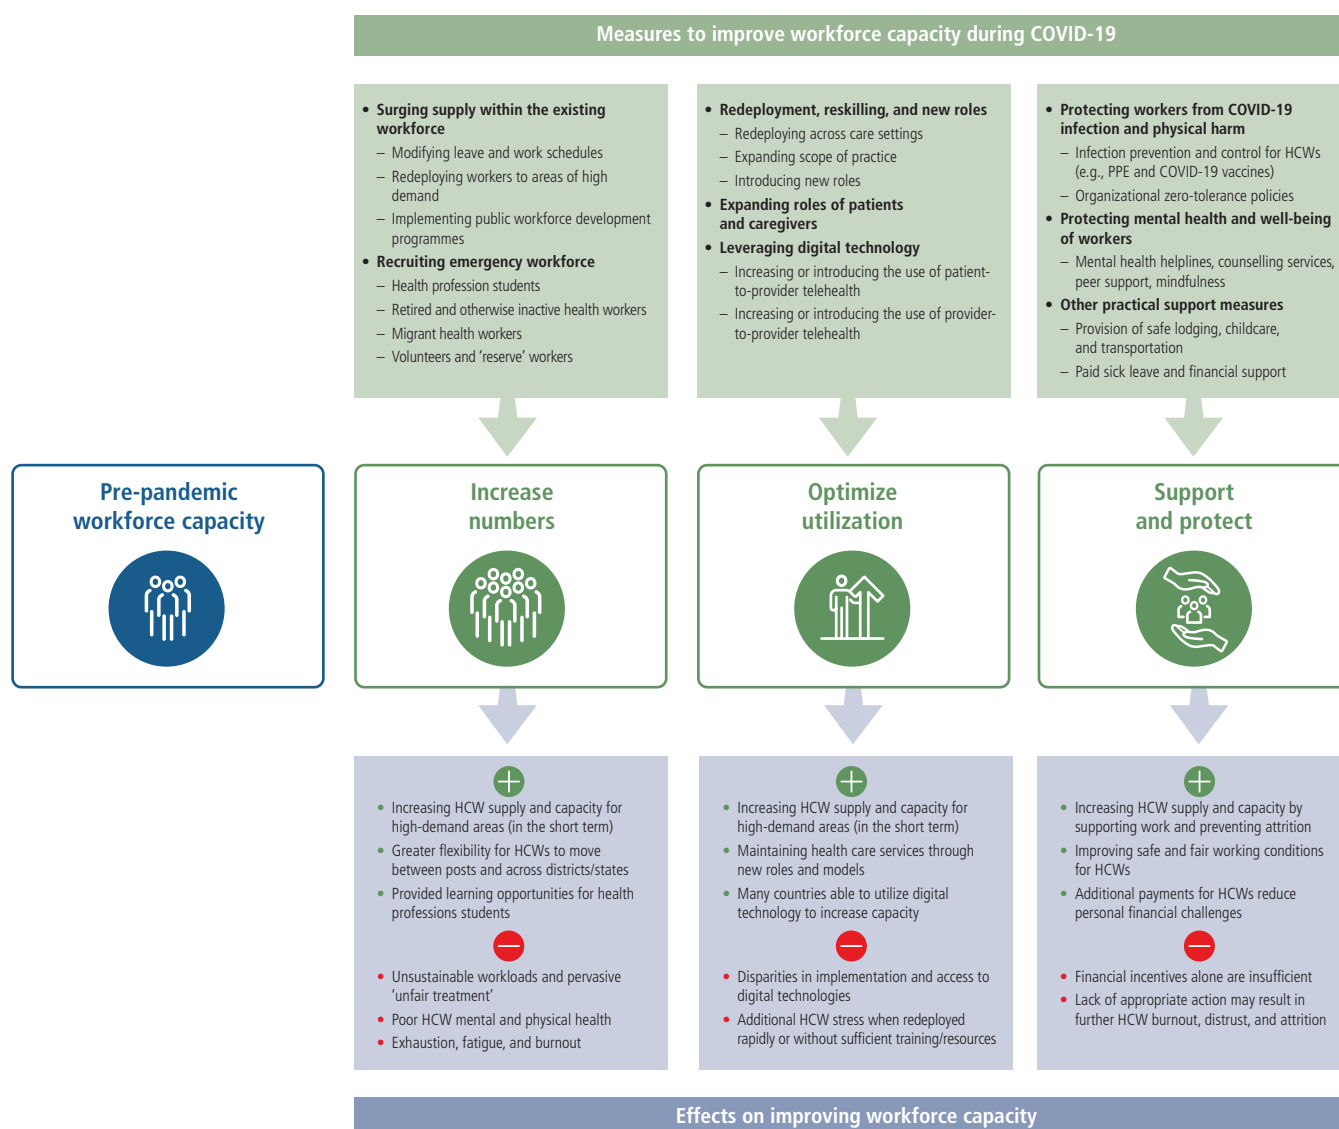 Measures to improve workforce capacity during COVID-19
• Surging supply within the existing
workforce
– Modifying leave and work schedules
– Redeploying workers to areas of high
demand
– Implementing public workforce development
programmes
• Recruiting emergency workforce
– Health profession students
– Retired and otherwise inactive health workers
– Migrant health workers
– Volunteers and 'reserve' workers
• Redeployment, reskilling, and new roles
– Redeploying across care settings
– Expanding scope of practice
– Introducing new roles
• Expanding roles of patients
and caregivers
• Leveraging digital technology
– Increasing or introducing the use of patient-
to-provider telehealth
– Increasing or introducing the use of provider-
to-provider telehealth
• Protecting workers from COVID-19
infection and physical harm
– Infection prevention and control for HCWs
(e.g., PPE and COVID-19 vaccines)
– Organizational zero-tolerance policies
• Protecting mental health and well-being
of workers
– Mental health helplines, counselling services,
peer support, mindfulness
• Other practical support measures
– Provision of safe lodging, childcare,
and transportation
– Paid sick leave and financial support
Pre-pandemic
workforce capacity
Increase
numbers
Optimize
utilization
Support
and protect
• Increasing HCW supply and capacity for
high-demand areas (in the short term)
• Greater flexibility for HCWs to move
between posts and across districts/states
• Provided learning opportunities for health
professions students
• Unsustainable workloads and pervasive
'unfair treatment'
• Poor HCW mental and physical health
• Exhaustion, fatigue, and burnout
• Increasing HCW supply and capacity for
high-demand areas (in the short term)
• Maintaining health care services through
new roles and models
• Many countries able to utilize digital
technology to increase capacity
• Disparities in implementation and access to
digital technologies
• Additional HCW stress when redeployed
rapidly or without sufficient training/resources
• Increasing HCW supply and capacity by
supporting work and preventing attrition
• Improving safe and fair working conditions
for HCWs
• Additional payments for HCWs reduce
personal financial challenges
• Financial incentives alone are insufficient
• Lack of appropriate action may result in
further HCW burnout, distrust, and attrition
Effects on improving workforce capacity